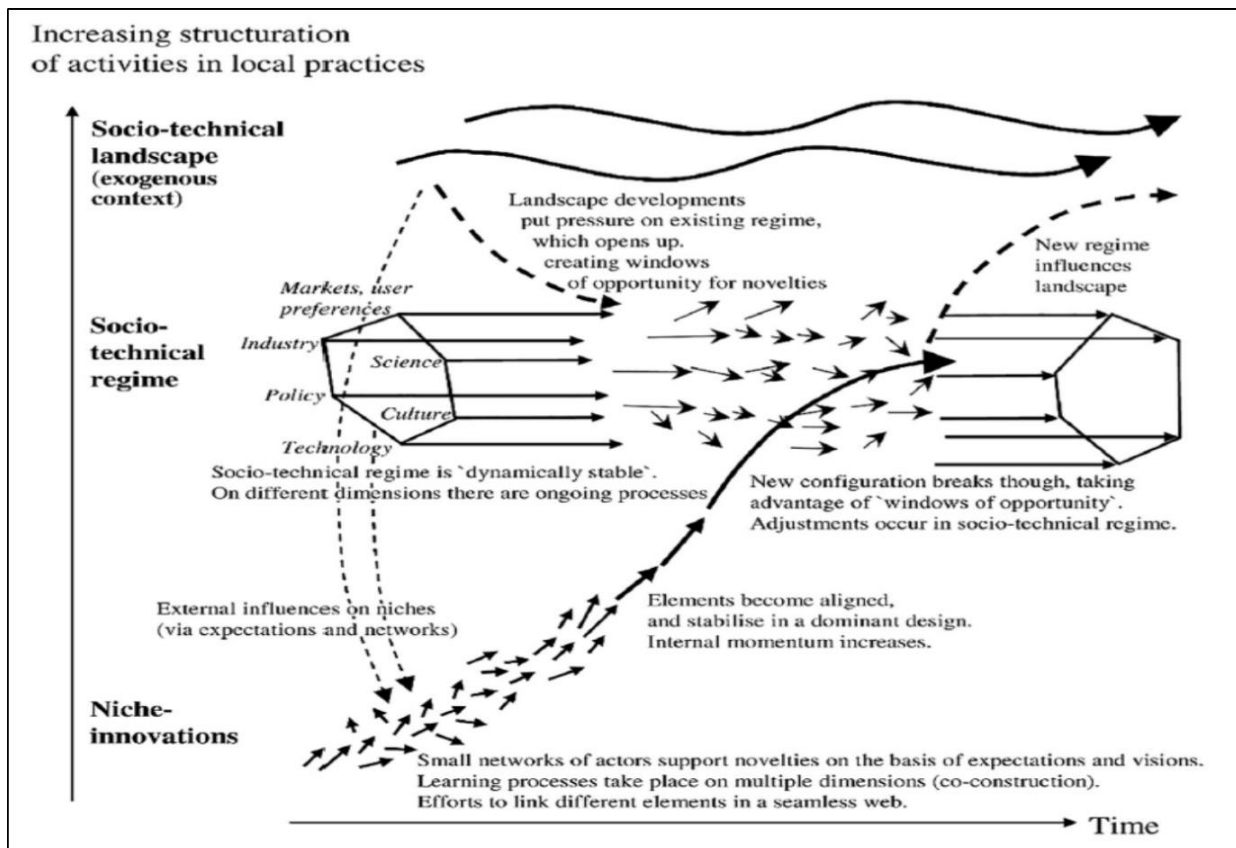 Increasing structuration
of activities in local practices
Socio-technical
landscape
(exogenous
context)
Landscape developments
put pressure on existing regime,
which opens up.
creating windows
of opportunity for novelties
New regime
influences
landscape
Markets, user
preferences
Socio-
technical
regime
Industry
Science
Policy
Culture
Technology
Socio-technical regime is `dynamically stable`.
On different dimensions there are ongoing processes
New configuration breaks though, taking
advantage of `windows of opportunity`.
Adjustments occur in socio-technical regime.
External influences on niches
(via expectations and networks)
Elements become aligned,
and stabilise in a dominant design.
Internal momentum increases.
Niche-
innovations
Small networks of actors support novelties on the basis of expectations and visions.
Learning processes take place on multiple dimensions (co-construction).
Efforts to link different elements in a seamless web.
Time